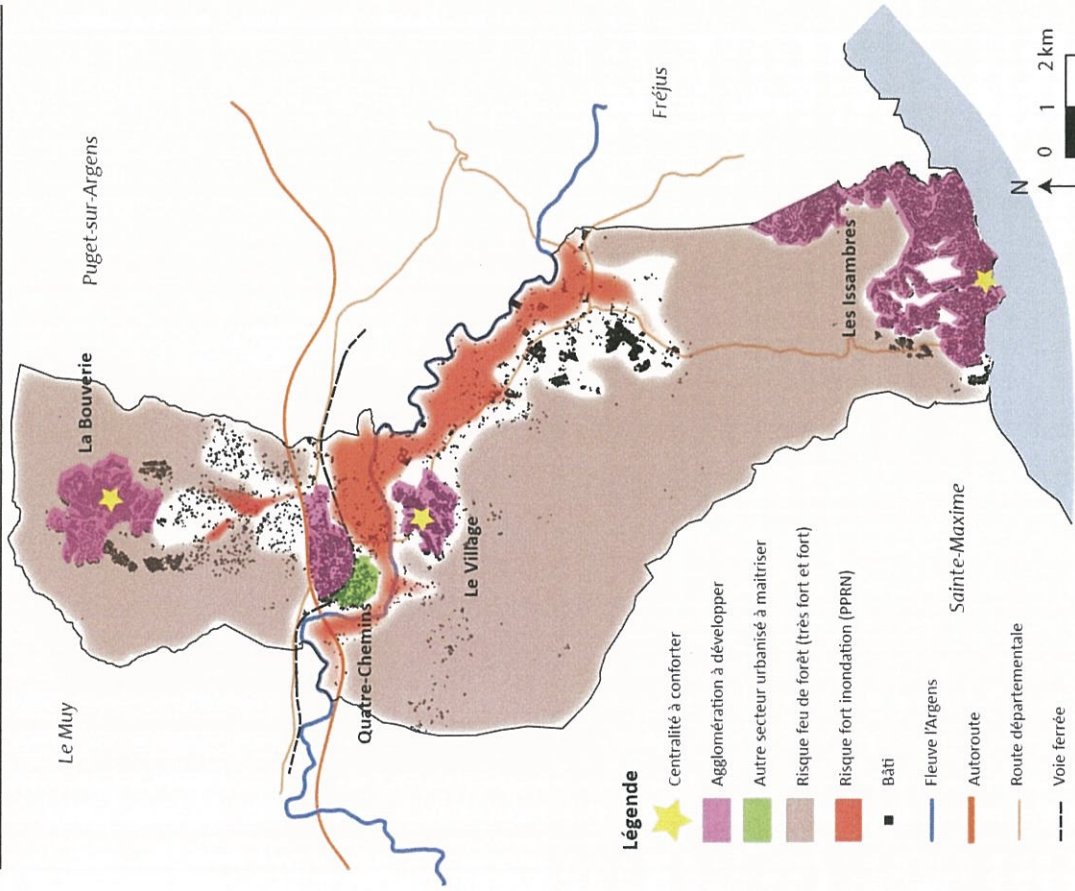 Puget-sur-Argens
Le Muy
La Bouverie
Fréjus
Quatre-Chemins
Le Village
Les Issambres
Sainte-Maxime
N
0 1 2 km
Légende
Centralité à conforter
Agglomération à développer
Autre secteur urbanisé à maitriser
Risque feu de forêt (très fort et fort)
Risque fort inondation (PPRN)
Bâti
Fleuve l'Argens
Autoroute
Route départementale
Voie ferrée